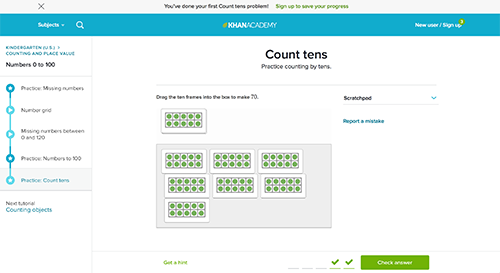 You've done your first Count tens problem! Sign up to save your progress
Subjects
KHANACADEMY
New user / Sign up
KINDERGARTEN (U.S.) >
COUNTING AND PLACE VALUE
Numbers 0 to 100
Practice: Missing numbers
Number grid
Missing numbers between
0 and 120
Practice: Numbers to 100
Practice: Count tens
Next tutorial
Counting objects
Count tens
Practice counting by tens.
Drag the ten frames into the box to make 70.
Scratchpad
Report a mistake
Get a hint
Check answer